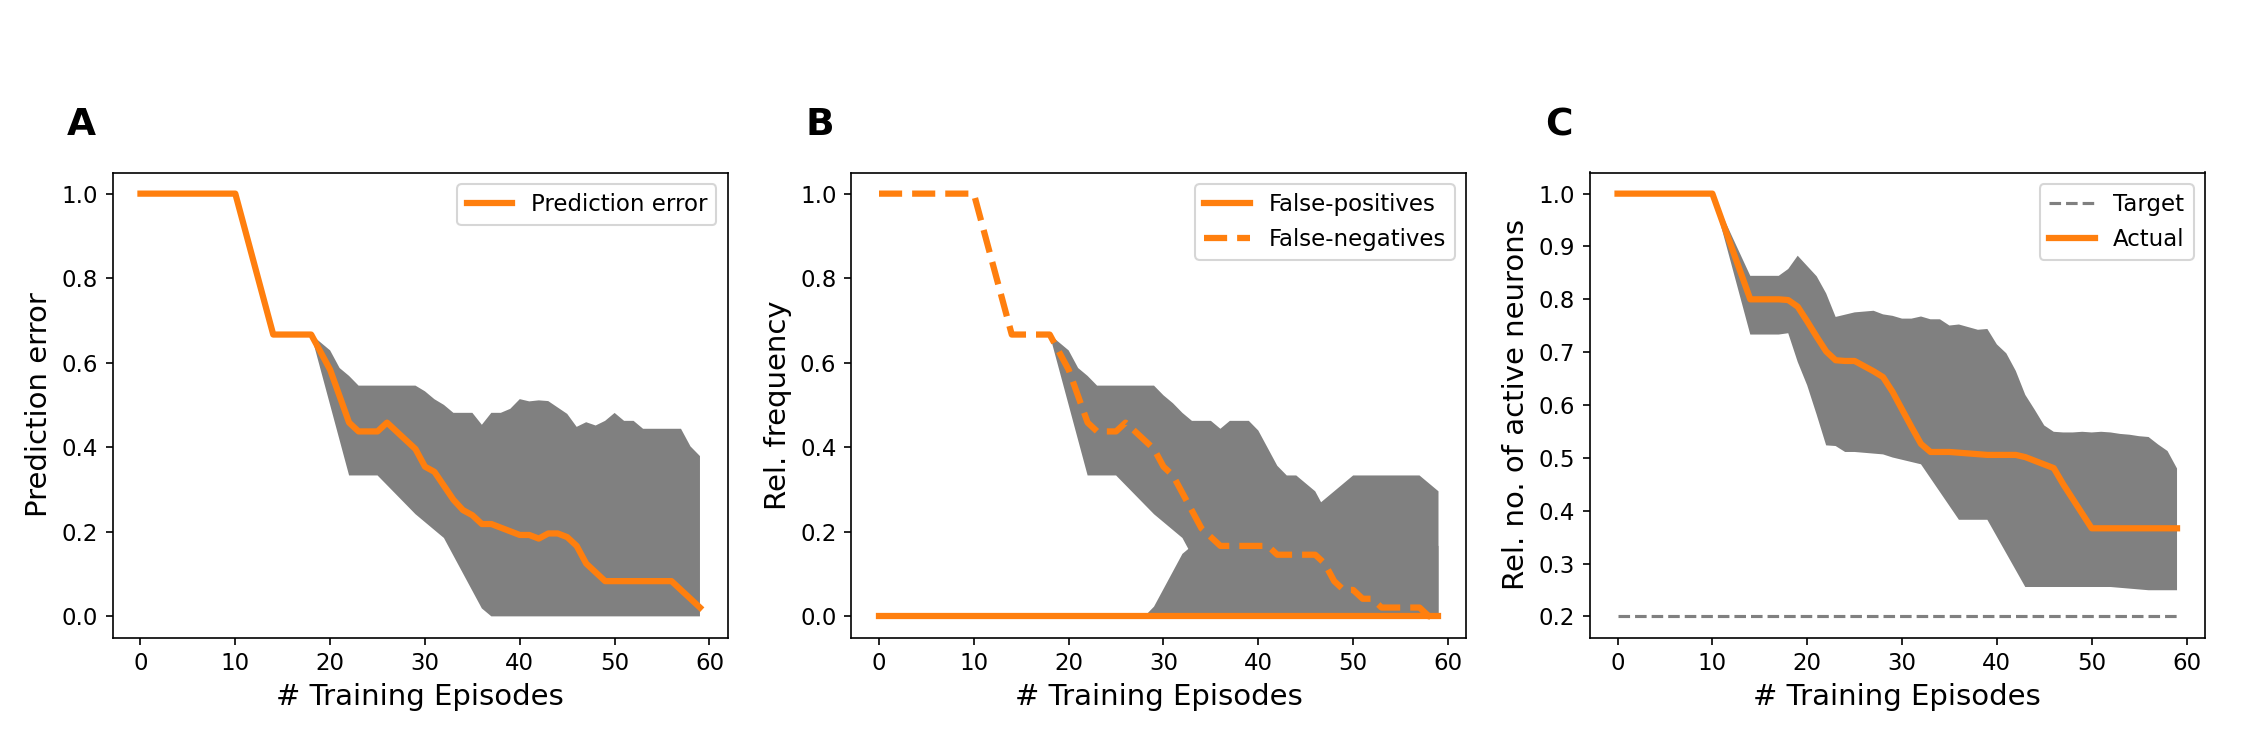 A
Prediction error
1.0
0.8
0.6
0.4
0.2
0.0
Prediction error
0 10 20 30 40 50 60
# Training Episodes
B
Rel. frequency
1.0
0.8
0.6
0.4
0.2
0.0
False-positives
False-negatives
0 10 20 30 40 50 60
# Training Episodes
C
Rel. no. of active neurons
1.0
0.9
0.8
0.7
0.6
0.5
0.4
0.3
0.2
Target
Actual
0 10 20 30 40 50 60
# Training Episodes